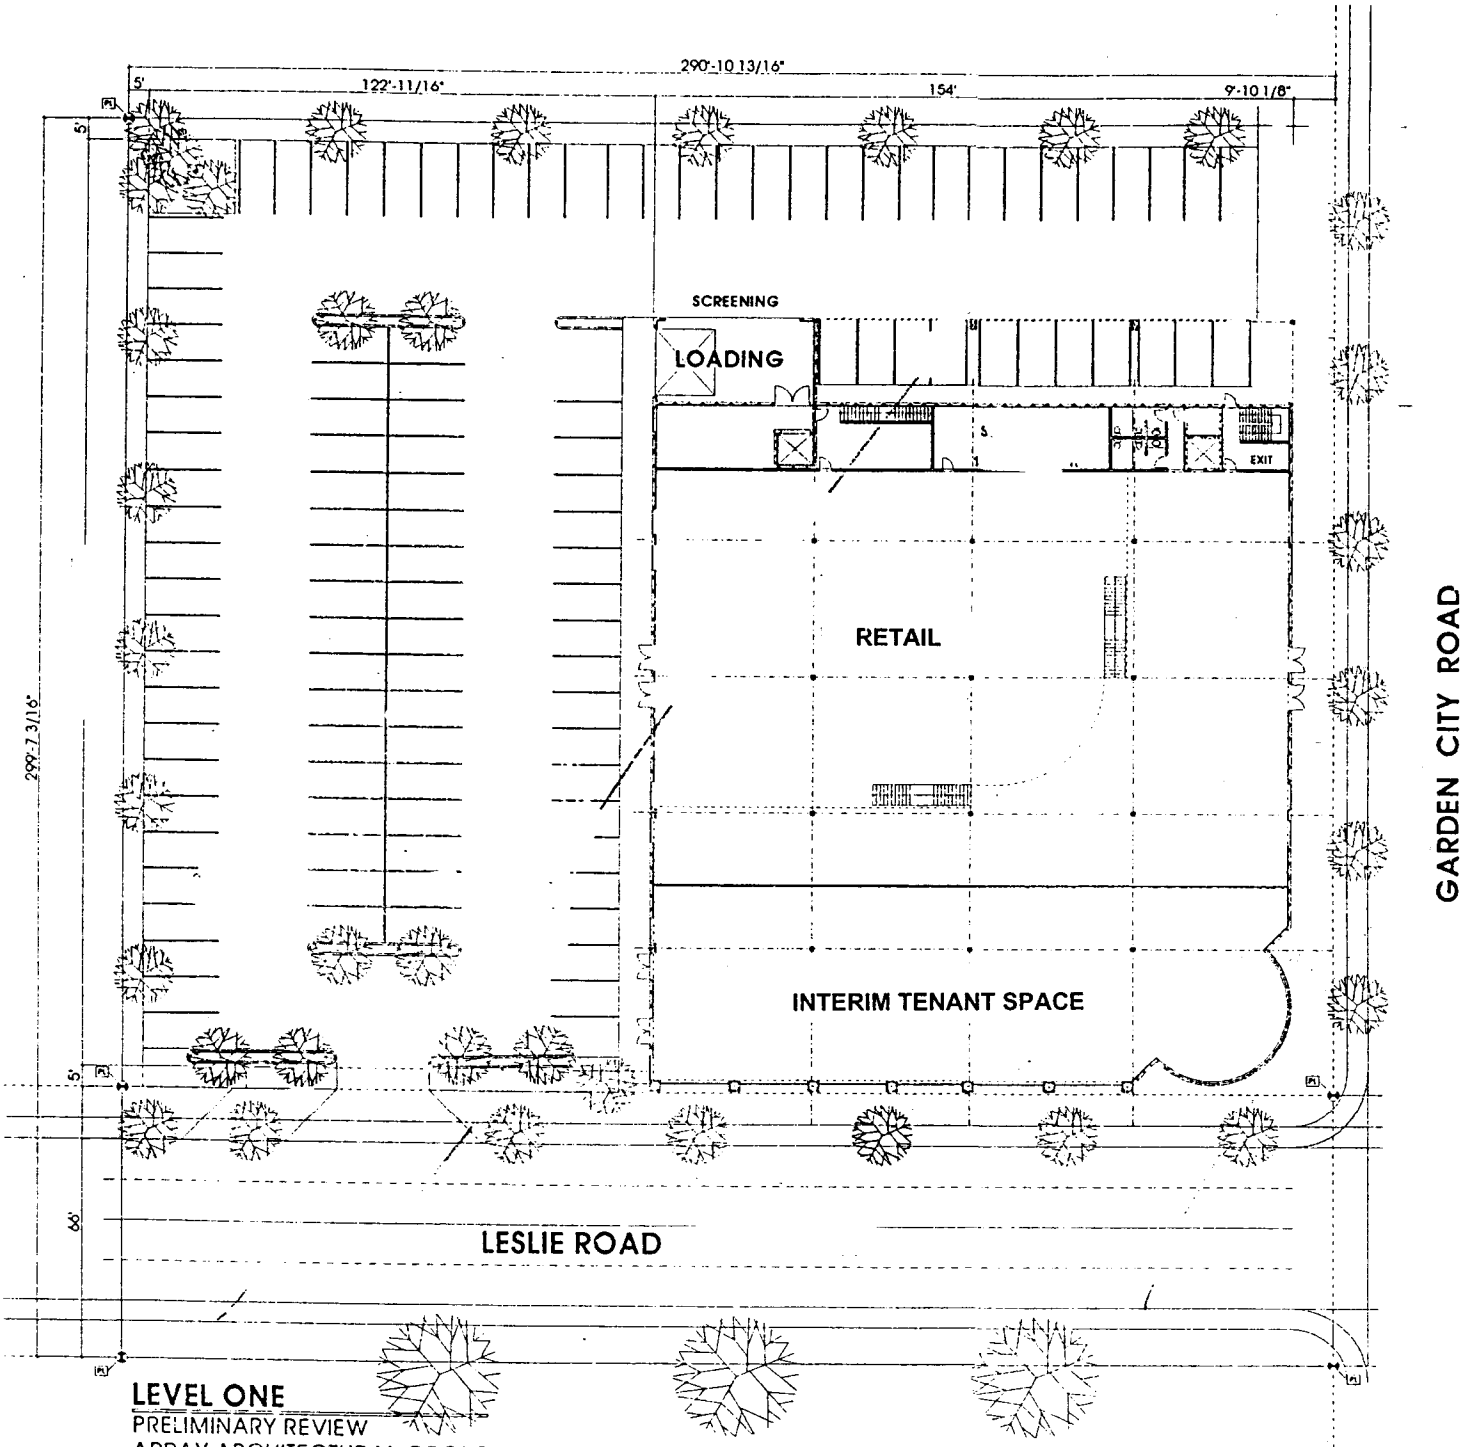 290'-10 13/16"
5'
122'-11/16"
154'
9'-10 1/8"
5'
SCREENING
LOADING
EXIT
RETAIL
299'-7 3/16"
GARDEN CITY ROAD
INTERIM TENANT SPACE
5'
66'
LESLIE ROAD
LEVEL ONE
PRELIMINARY REVIEW